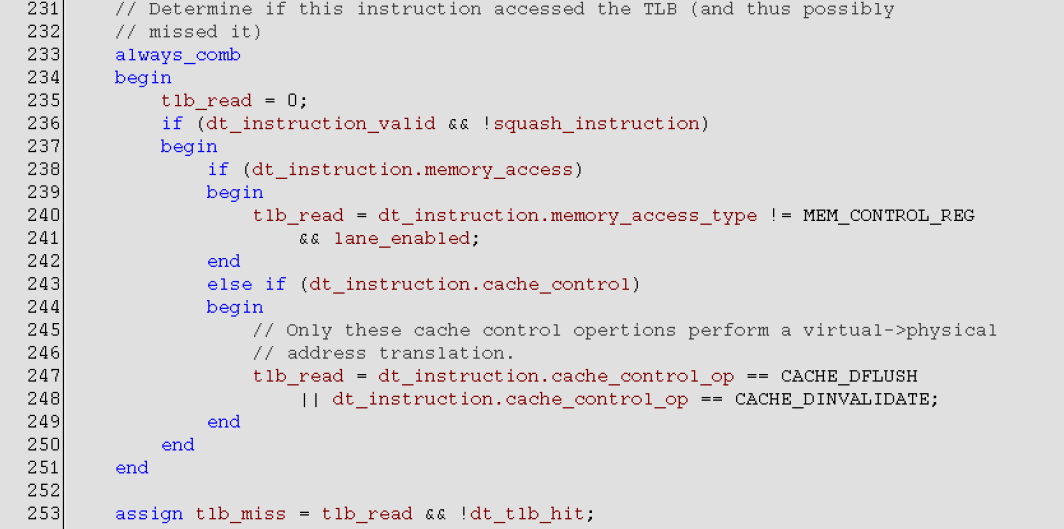 231 // Determine if this instruction accessed the TLB (and thus possibly
232 // missed it)
233 always_comb
234 begin
235 tlb_read = 0;
236 if (dt_instruction_valid && !squash_instruction)
237 begin
238 if (dt_instruction.memory_access)
239 begin
240 tlb_read = dt_instruction.memory_access_type != MEM_CONTROL_REG
241 && lane_enabled;
242 end
243 else if (dt_instruction.cache_control)
244 begin
245 // Only these cache control opertions perform a virtual->physical
246 // address translation.
247 tlb_read = dt_instruction.cache_control_op == CACHE_DFLUSH
248 || dt_instruction.cache_control_op == CACHE_DINVALIDATE;
249 end
250 end
251 end
252
253 assign tlb_miss = tlb_read && !dt_tlb_hit;